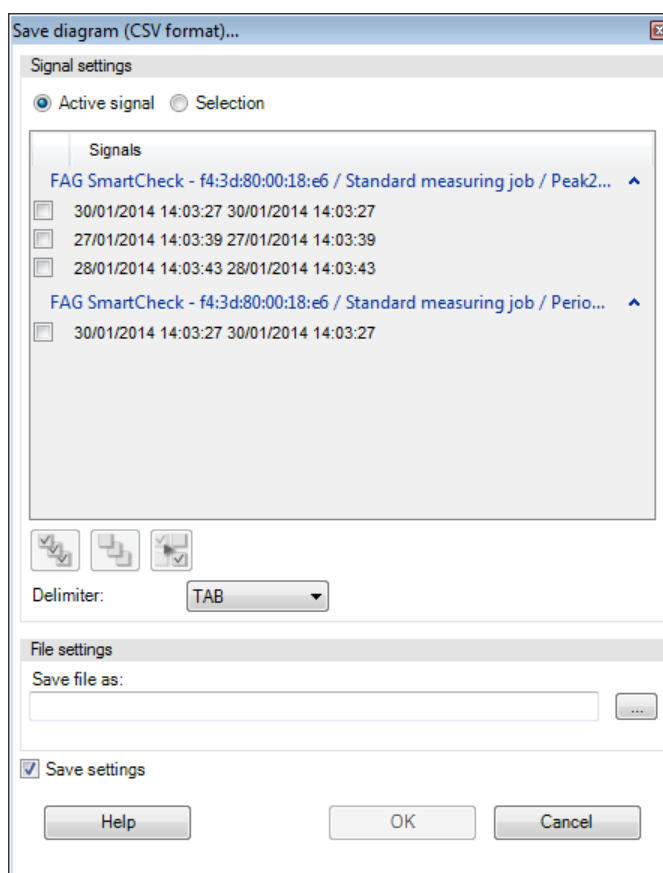 Save diagram (CSV format)...
Signal settings
Active signal Selection
Signals
FAG SmartCheck - f4:3d:80:00:18:e6 / Standard measuring job / Peak2...
30/01/2014 14:03:27 30/01/2014 14:03:27
27/01/2014 14:03:39 27/01/2014 14:03:39
28/01/2014 14:03:43 28/01/2014 14:03:43
FAG SmartCheck - f4:3d:80:00:18:e6 / Standard measuring job / Perio...
30/01/2014 14:03:27 30/01/2014 14:03:27
Delimiter: TAB
File settings
Save file as:
...
Save settings
Help OK Cancel